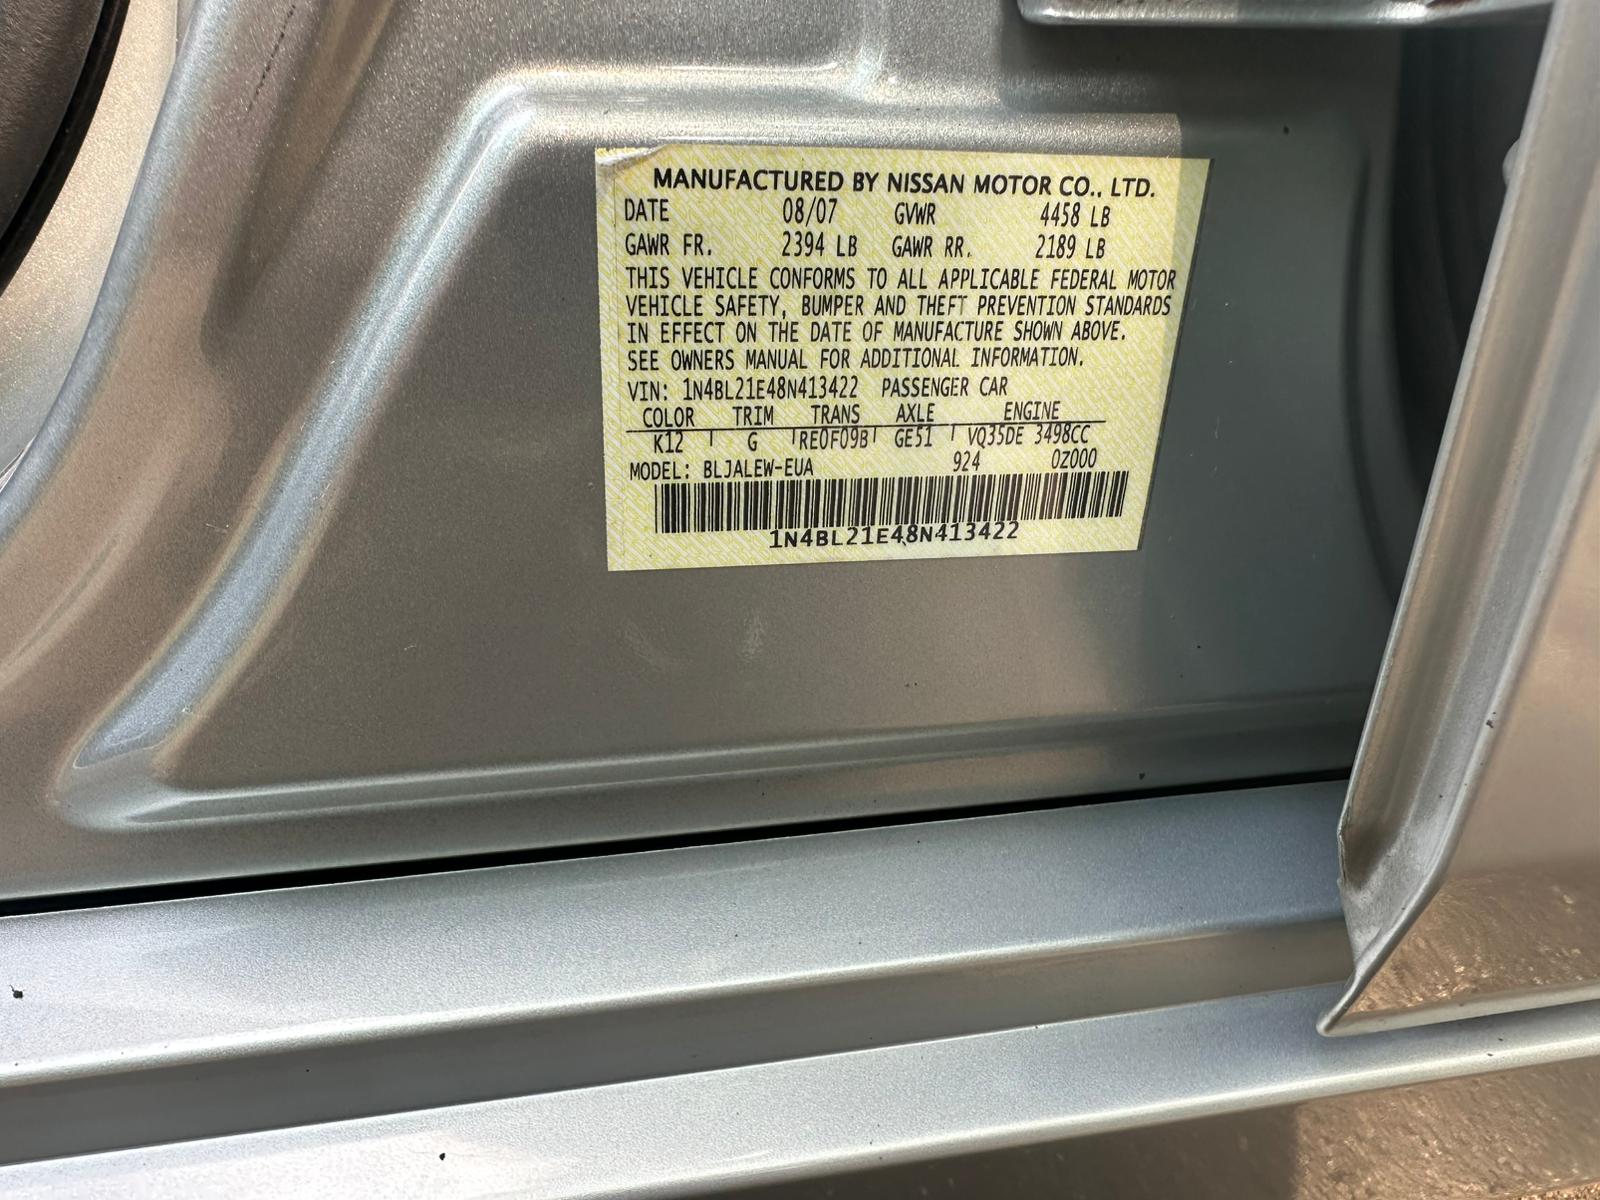 MANUFACTURED BY NISSAN MOTOR CO., LTD.
DATE 08/07 GVWR 4458 LB
GAWR FR. 2394 LB GAWR RR. 2189 LB
THIS VEHICLE CONFORMS TO ALL APPLICABLE FEDERAL MOTOR
VEHICLE SAFETY, BUMPER AND THEFT PREVENTION STANDARDS
IN EFFECT ON THE DATE OF MANUFACTURE SHOWN ABOVE.
SEE OWNERS MANUAL FOR ADDITIONAL INFORMATION.
VIN: 1N4BL21E48N413422 PASSENGER CAR
COLOR TRIM TRANS AXLE ENGINE
K12 G RE0F09B GE51 VQ35DE 3498CC
MODEL: BLJALEW-EUA 924 0Z000
1N4BL21E48N413422